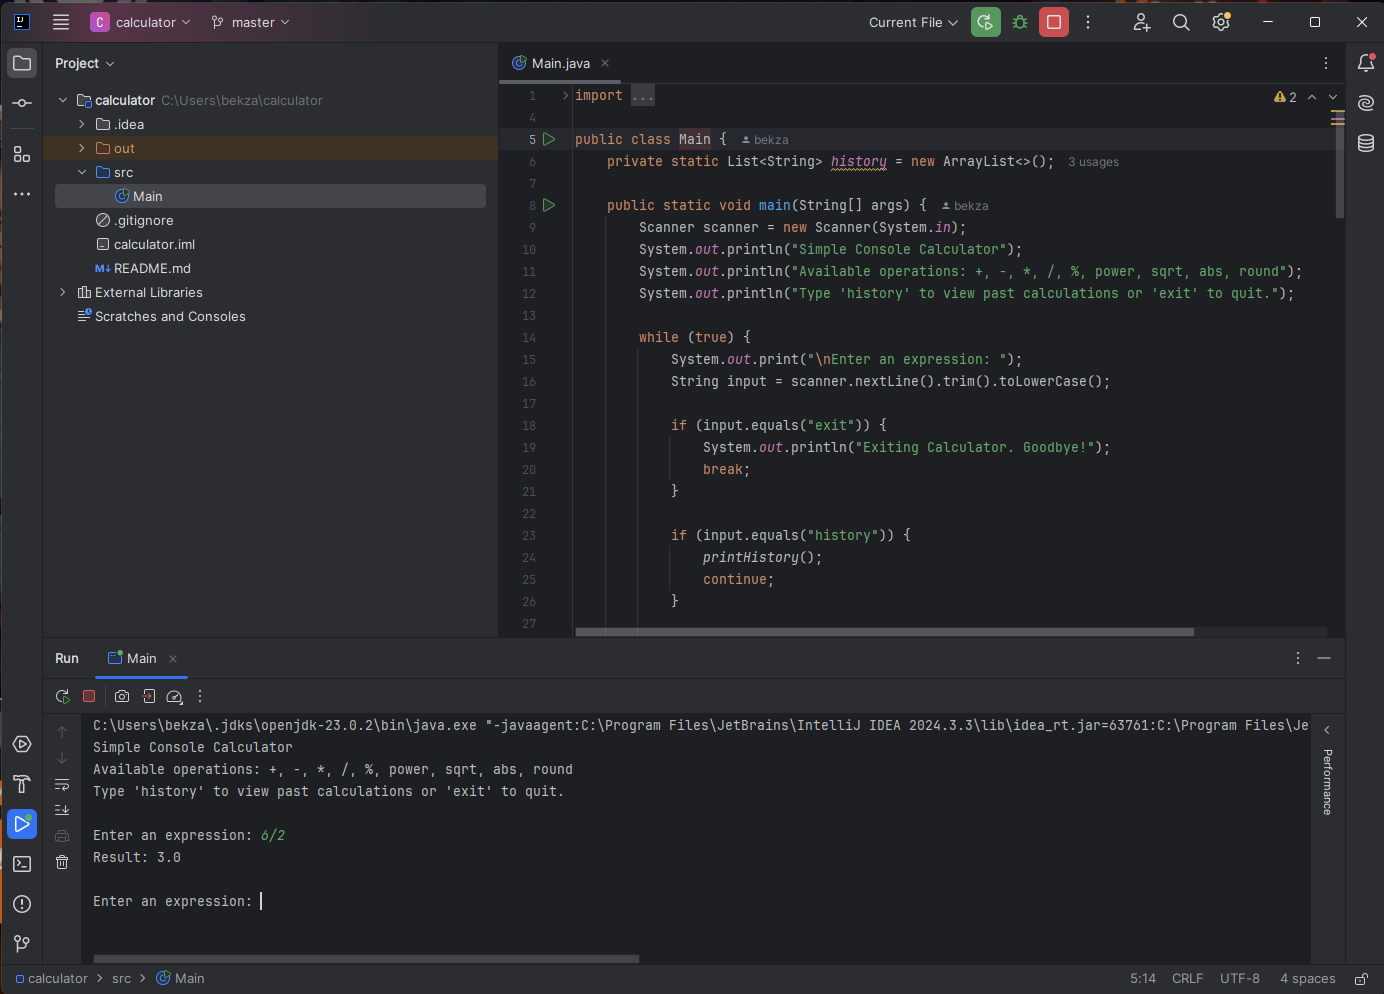 C calculator master Current File
Project
calculator C:\Users\bekza\calculator
.idea
out
src
Main
.gitignore
calculator.iml
M↓ README.md
External Libraries
Scratches and Consoles
Main.java
2
1 import ...
4
5 public class Main { bekza
6 private static List<String> history = new ArrayList<>(); 3 usages
7
8 public static void main(String[] args) { bekza
9 Scanner scanner = new Scanner(System.in);
10 System.out.println("Simple Console Calculator");
11 System.out.println("Available operations: +, -, *, /, %, power, sqrt, abs, round");
12 System.out.println("Type 'history' to view past calculations or 'exit' to quit.");
13
14 while (true) {
15 System.out.print("\nEnter an expression: ");
16 String input = scanner.nextLine().trim().toLowerCase();
17
18 if (input.equals("exit")) {
19 System.out.println("Exiting Calculator. Goodbye!");
20 break;
21 }
22
23 if (input.equals("history")) {
24 printHistory();
25 continue;
26 }
27
Run Main
C:\Users\bekza\.jdks\openjdk-23.0.2\bin\java.exe "-javaagent:C:\Program Files\JetBrains\IntelliJ IDEA 2024.3.3\lib\idea_rt.jar=63761:C:\Program Files\Je
Simple Console Calculator
Available operations: +, -, *, /, %, power, sqrt, abs, round
Type 'history' to view past calculations or 'exit' to quit.
Enter an expression: 6/2
Result: 3.0
Enter an expression:
Performance
calculator > src > Main
5:14 CRLF UTF-8 4 spaces